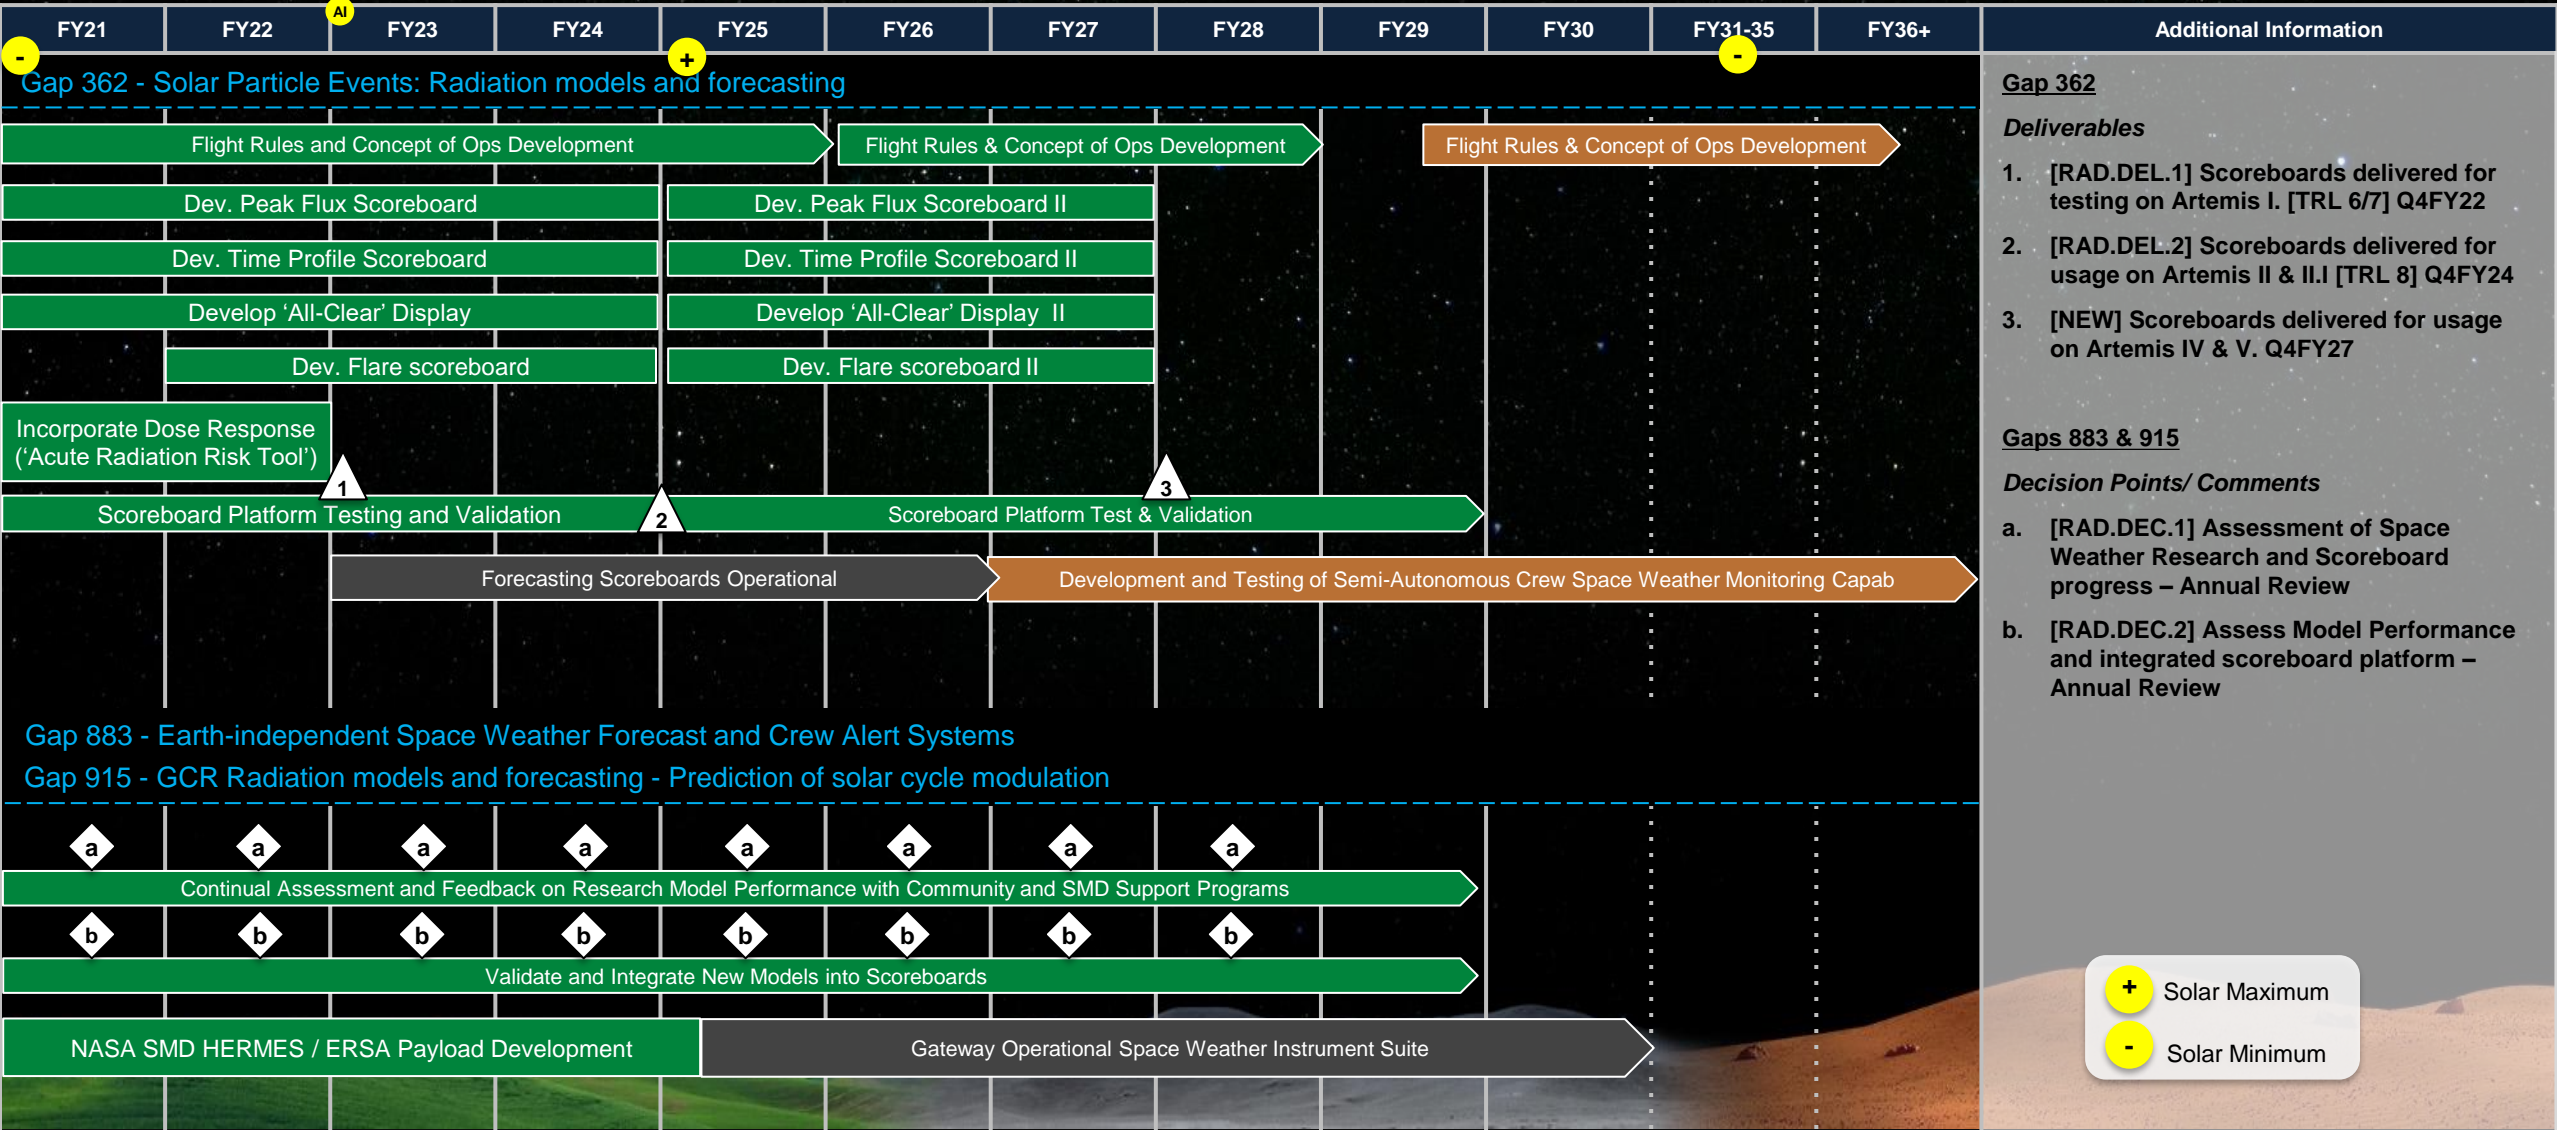 AI
FY21
FY22
FY23
FY24
FY25
FY26
FY27
FY28
FY29
FY30
FY31-35
FY36+
Additional Information
-
+
-
Gap 362 - Solar Particle Events: Radiation models and forecasting
Flight Rules and Concept of Ops Development
Flight Rules & Concept of Ops Development
Flight Rules & Concept of Ops Development
Dev. Peak Flux Scoreboard
Dev. Peak Flux Scoreboard II
Dev. Time Profile Scoreboard
Dev. Time Profile Scoreboard II
Develop ‘All-Clear’ Display
Develop ‘All-Clear’ Display II
Dev. Flare scoreboard
Dev. Flare scoreboard II
Incorporate Dose Response
(‘Acute Radiation Risk Tool’)
1
2
3
Scoreboard Platform Testing and Validation
Scoreboard Platform Test & Validation
Forecasting Scoreboards Operational
Development and Testing of Semi-Autonomous Crew Space Weather Monitoring Capab
Gap 883 - Earth-independent Space Weather Forecast and Crew Alert Systems
Gap 915 - GCR Radiation models and forecasting - Prediction of solar cycle modulation
a
a
a
a
a
a
a
a
Continual Assessment and Feedback on Research Model Performance with Community and SMD Support Programs
b
b
b
b
b
b
b
b
Validate and Integrate New Models into Scoreboards
NASA SMD HERMES / ERSA Payload Development
Gateway Operational Space Weather Instrument Suite
Gap 362
Deliverables
1. [RAD.DEL.1] Scoreboards delivered for
testing on Artemis I. [TRL 6/7] Q4FY22
2. [RAD.DEL.2] Scoreboards delivered for
usage on Artemis II & II.I [TRL 8] Q4FY24
3. [NEW] Scoreboards delivered for usage
on Artemis IV & V. Q4FY27
Gaps 883 & 915
Decision Points/ Comments
a. [RAD.DEC.1] Assessment of Space
Weather Research and Scoreboard
progress – Annual Review
b. [RAD.DEC.2] Assess Model Performance
and integrated scoreboard platform –
Annual Review
+ Solar Maximum
- Solar Minimum